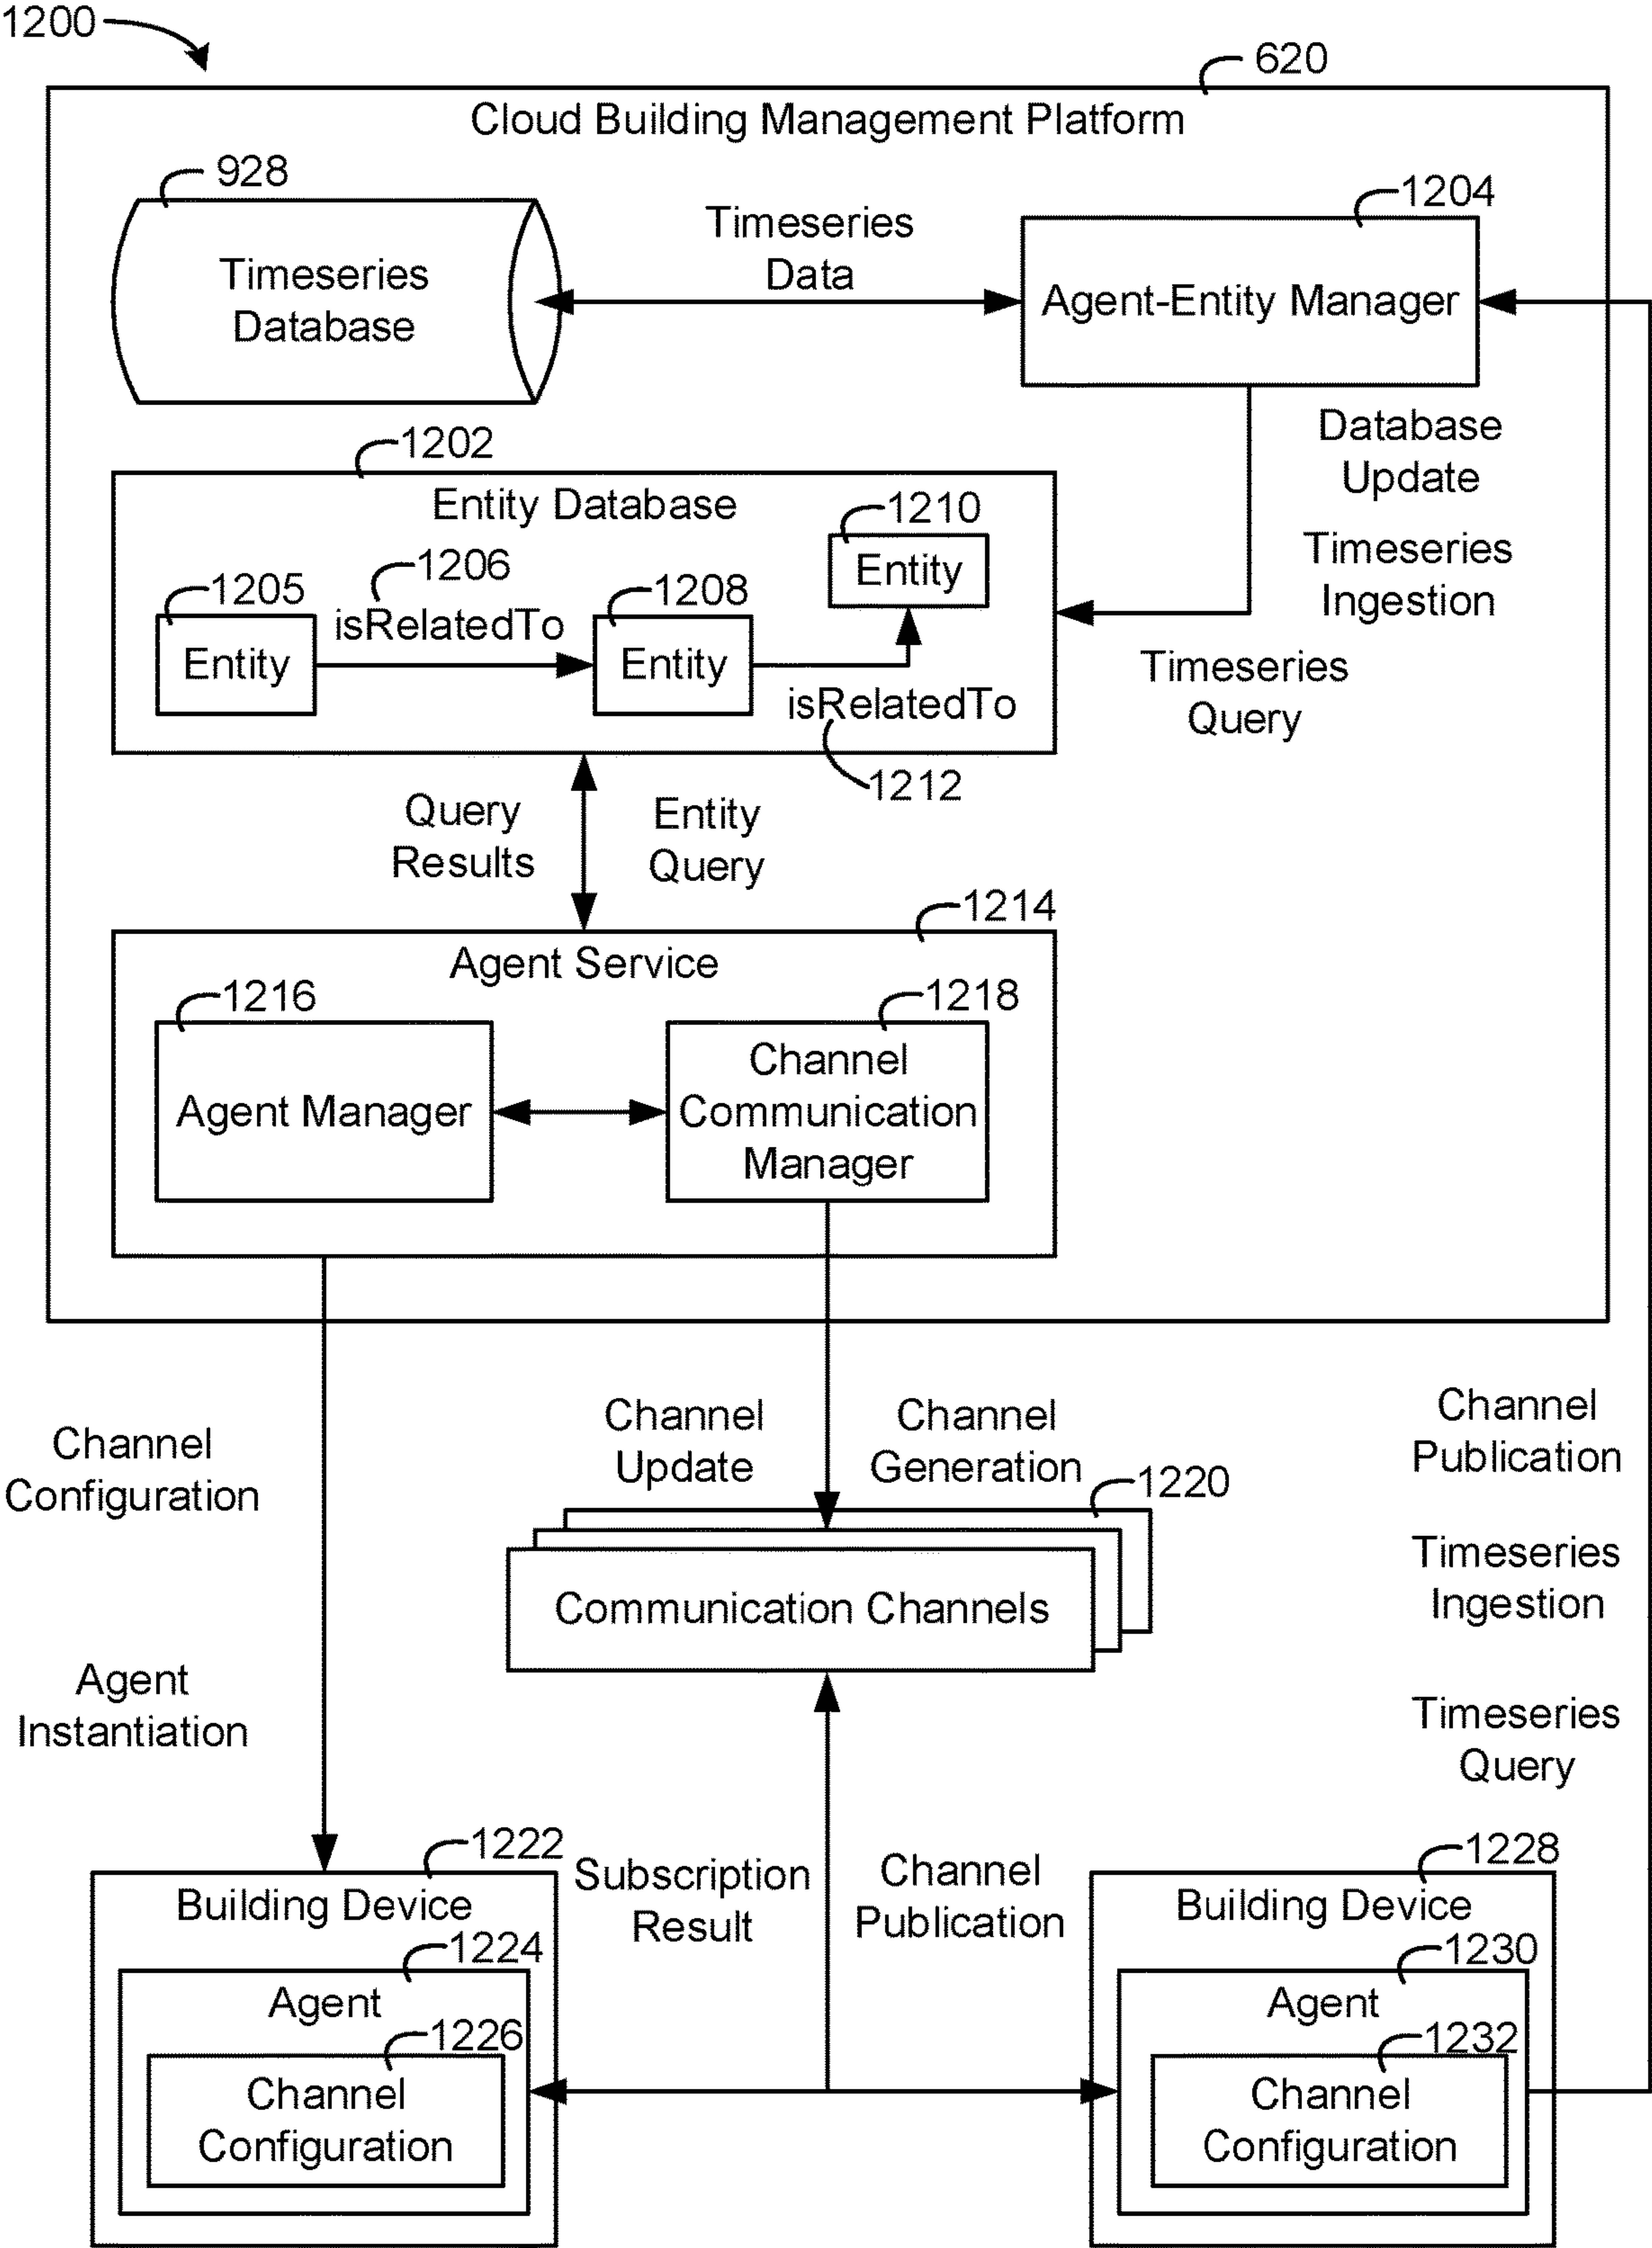 1200
620
Cloud Building Management Platform
928
Timeseries
Database
Timeseries
Data
1204
Agent-Entity Manager
Database
Update
Timeseries
Ingestion
Timeseries
Query
1202
Entity Database
1205
Entity
1206
isRelatedTo
1208
Entity
1210
Entity
isRelatedTo
1212
Query
Results
Entity
Query
1214
Agent Service
1216
Agent Manager
1218
Channel
Communication
Manager
Channel
Configuration
Agent
Instantiation
Channel
Update
Channel
Generation
1220
Communication Channels
Channel
Publication
Timeseries
Ingestion
Timeseries
Query
1222
Building Device
1224
Agent
1226
Channel
Configuration
Subscription
Result
Channel
Publication
1228
Building Device
1230
Agent
1232
Channel
Configuration